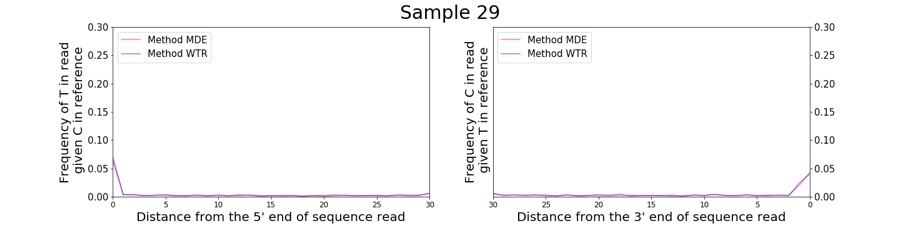 Sample 29
Frequency of T in read
given C in reference
0.30
0.25
0.20
0.15
0.10
0.05
0.00
Method MDE
Method WTR
0 5 10 15 20 25 30
Distance from the 5' end of sequence read
Frequency of C in read
given T in reference
Method MDE
Method WTR
30 25 20 15 10 5 0
Distance from the 3' end of sequence read
0.30
0.25
0.20
0.15
0.10
0.05
0.00